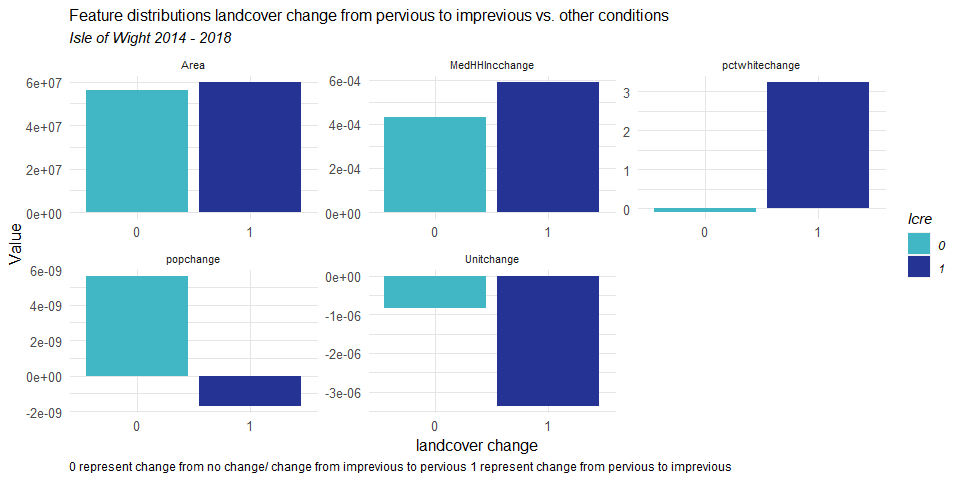 Feature distributions landcover change from pervious to imprevious vs. other conditions
Isle of Wight 2014 - 2018
Area
MedHHIncchange
pctwhitechange
6e+07
4e+07
2e+07
0e+00
0
1
6e-04
4e-04
2e-04
0e+00
0
1
3
2
1
0
0
1
Value
popchange
Unitchange
6e-09
4e-09
2e-09
0e+00
-2e-09
0
1
0e+00
-1e-06
-2e-06
-3e-06
0
1
lcre
0
1
landcover change
0 represent change from no change/ change from imprevious to pervious 1 represent change from pervious to imprevious